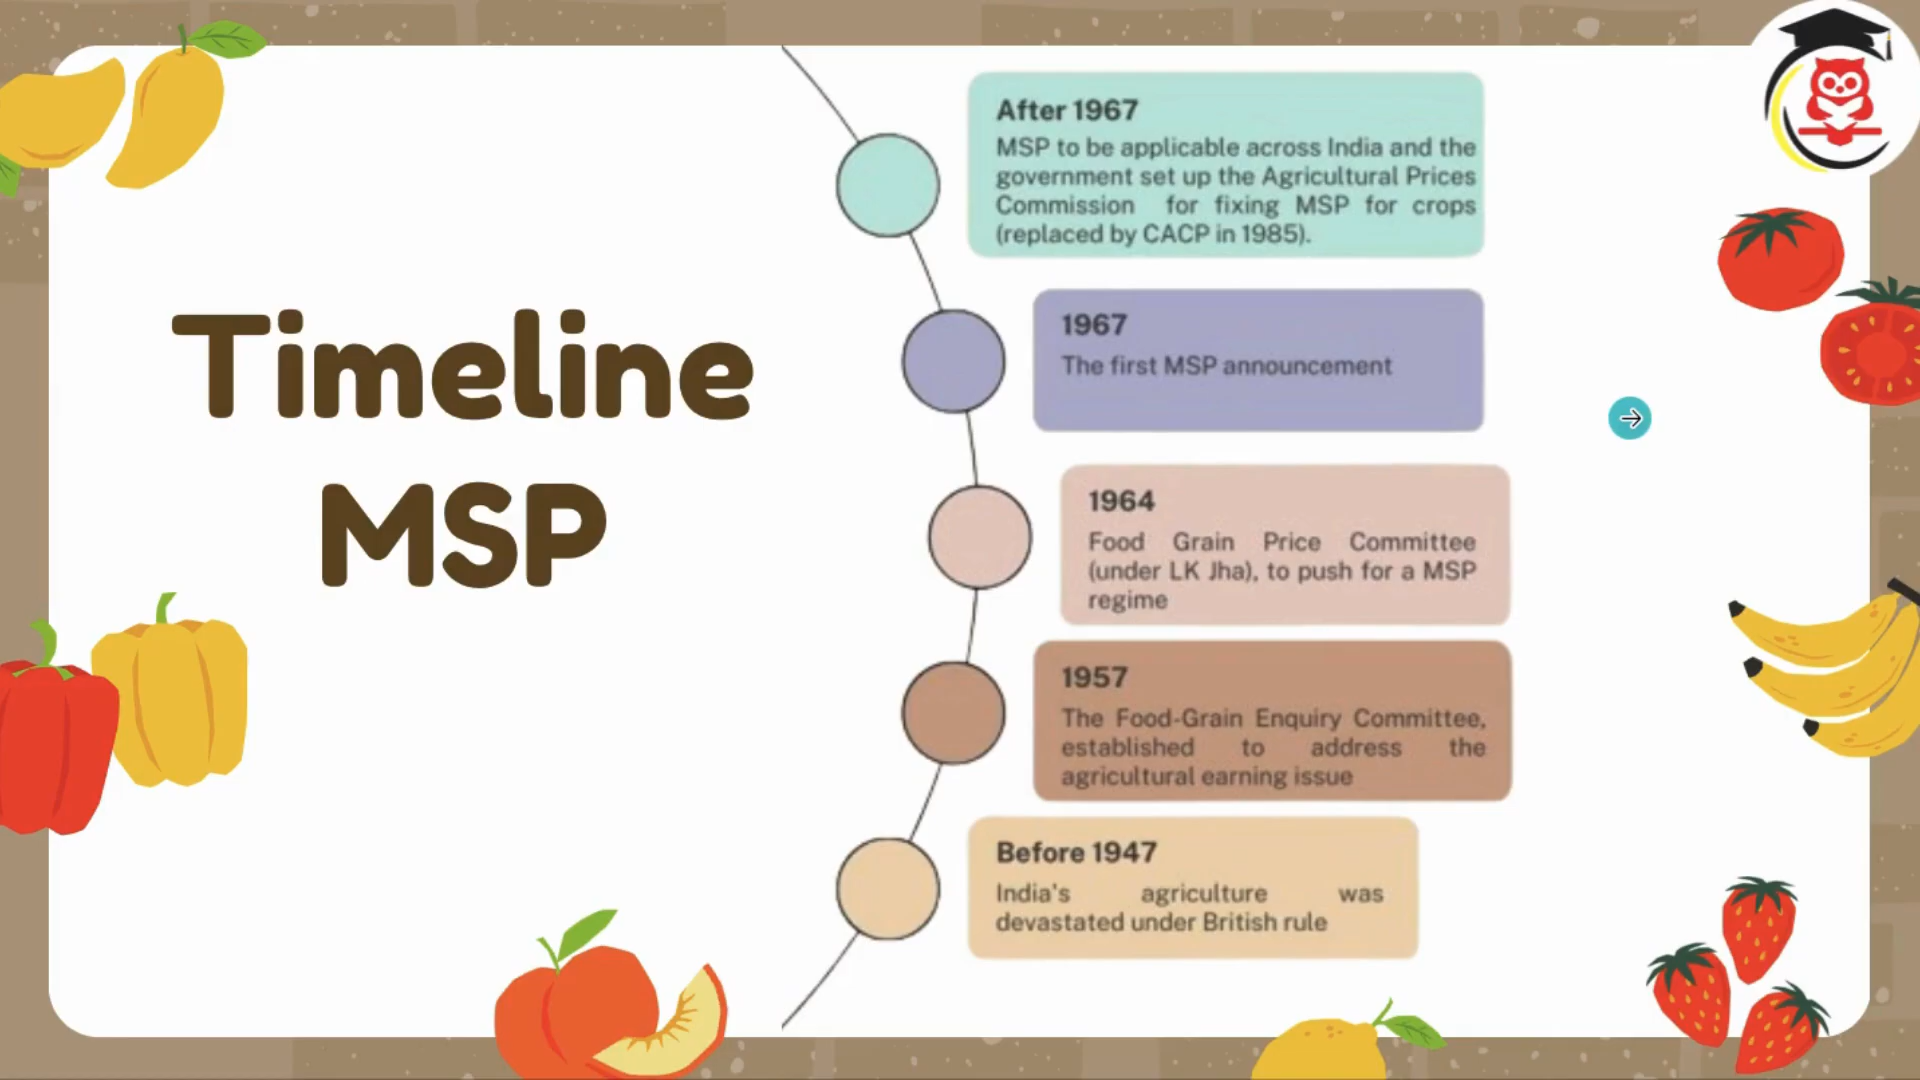 Timeline
MSP
After 1967
MSP to be applicable across India and the
government set up the Agricultural Prices
Commission for fixing MSP for crops
(replaced by CACP in 1985).
1967
The first MSP announcement
1964
Food Grain Price Committee
(under LK Jha), to push for a MSP
regime
1957
The Food-Grain Enquiry Committee,
established to address the
agricultural earning issue
Before 1947
India's agriculture was
devastated under British rule